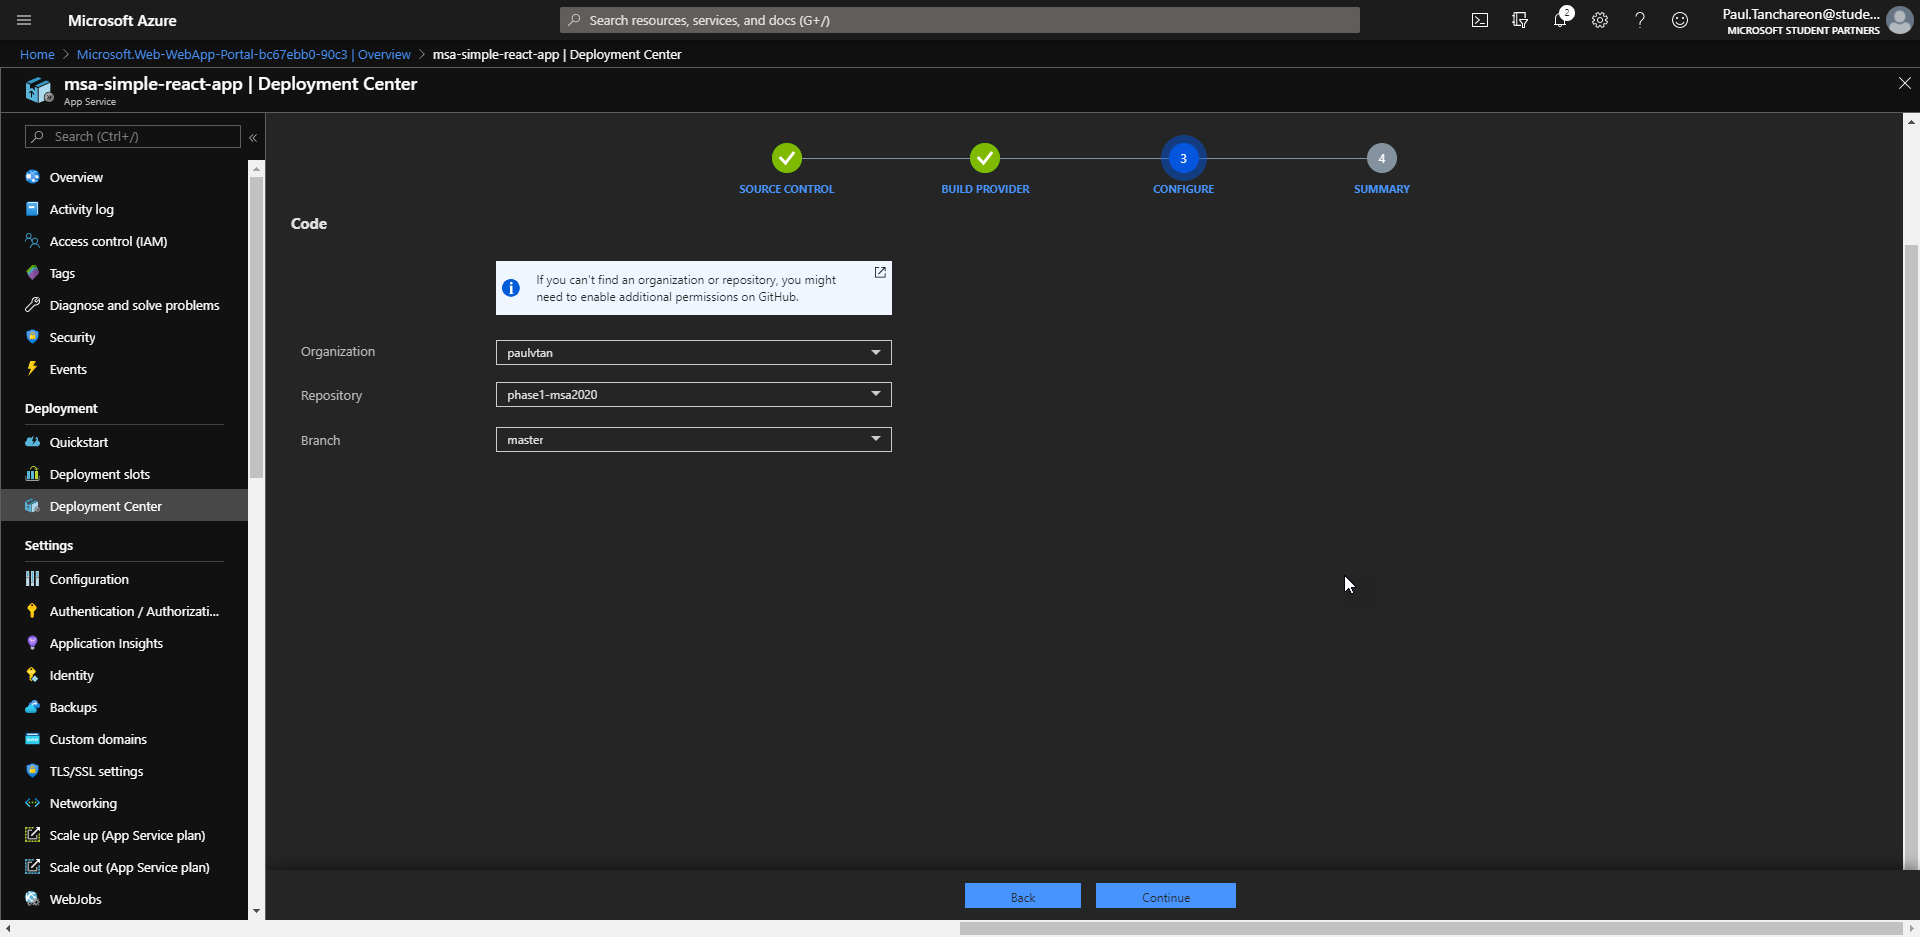 Microsoft Azure
Search resources, services, and docs (G+/)
2
Paul.Tanchareon@stude...
MICROSOFT STUDENT PARTNERS
Home > Microsoft.Web-WebApp-Portal-bc67ebb0-90c3 | Overview > msa-simple-react-app | Deployment Center
msa-simple-react-app | Deployment Center
App Service
Search (Ctrl+/)
Overview
Activity log
Access control (IAM)
Tags
Diagnose and solve problems
Security
Events
Deployment
Quickstart
Deployment slots
Deployment Center
Settings
Configuration
Authentication / Authorizati...
Application Insights
Identity
Backups
Custom domains
TLS/SSL settings
Networking
Scale up (App Service plan)
Scale out (App Service plan)
WebJobs
3
4
SOURCE CONTROL
BUILD PROVIDER
CONFIGURE
SUMMARY
Code
If you can't find an organization or repository, you might
need to enable additional permissions on GitHub.
Organization
paulvtan
Repository
phase1-msa2020
Branch
master
Back
Continue